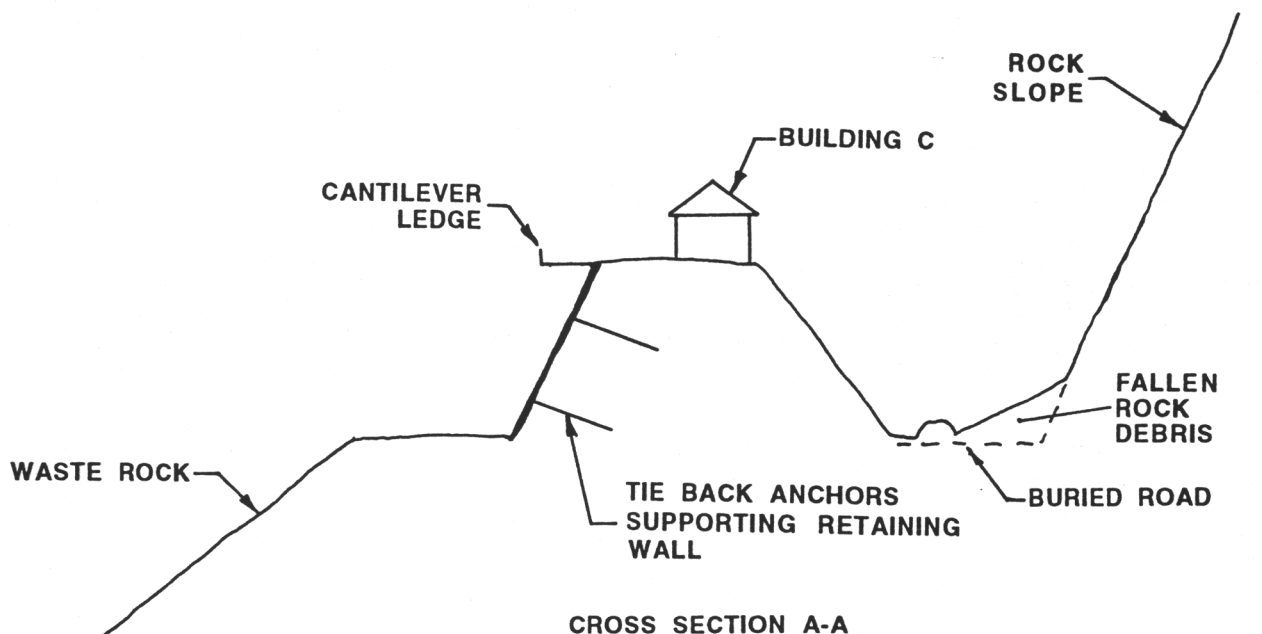 ROCK
SLOPE
BUILDING C
CANTILEVER
LEDGE
FALLEN
ROCK
DEBRIS
WASTE ROCK
TIE BACK ANCHORS
SUPPORTING RETAINING
WALL
BURIED ROAD
CROSS SECTION A-A